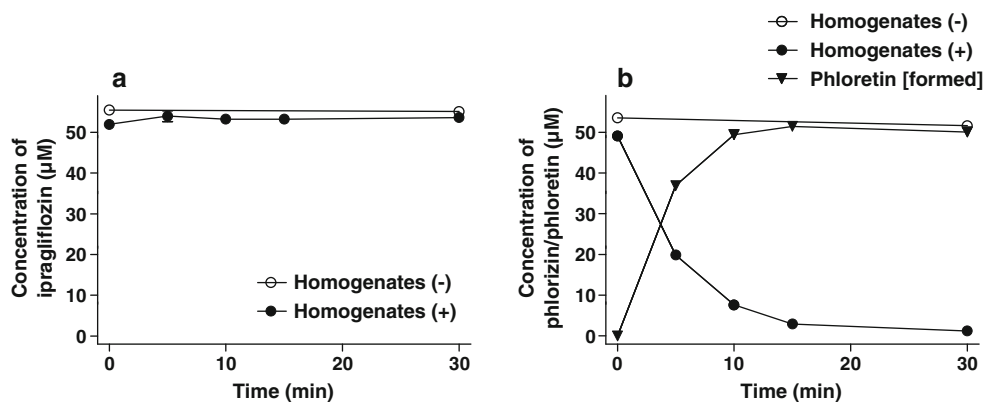 Homogenates (-)
Homogenates (+)
Phloretin [formed]
a
Concentration of
ipragliflozin (μM)
50
40
30
20
10
0
Homogenates (-)
Homogenates (+)
0
10
20
30
Time (min)
b
Concentration of
phlorizin/phloretin (μM)
50
40
30
20
10
0
0
10
20
30
Time (min)